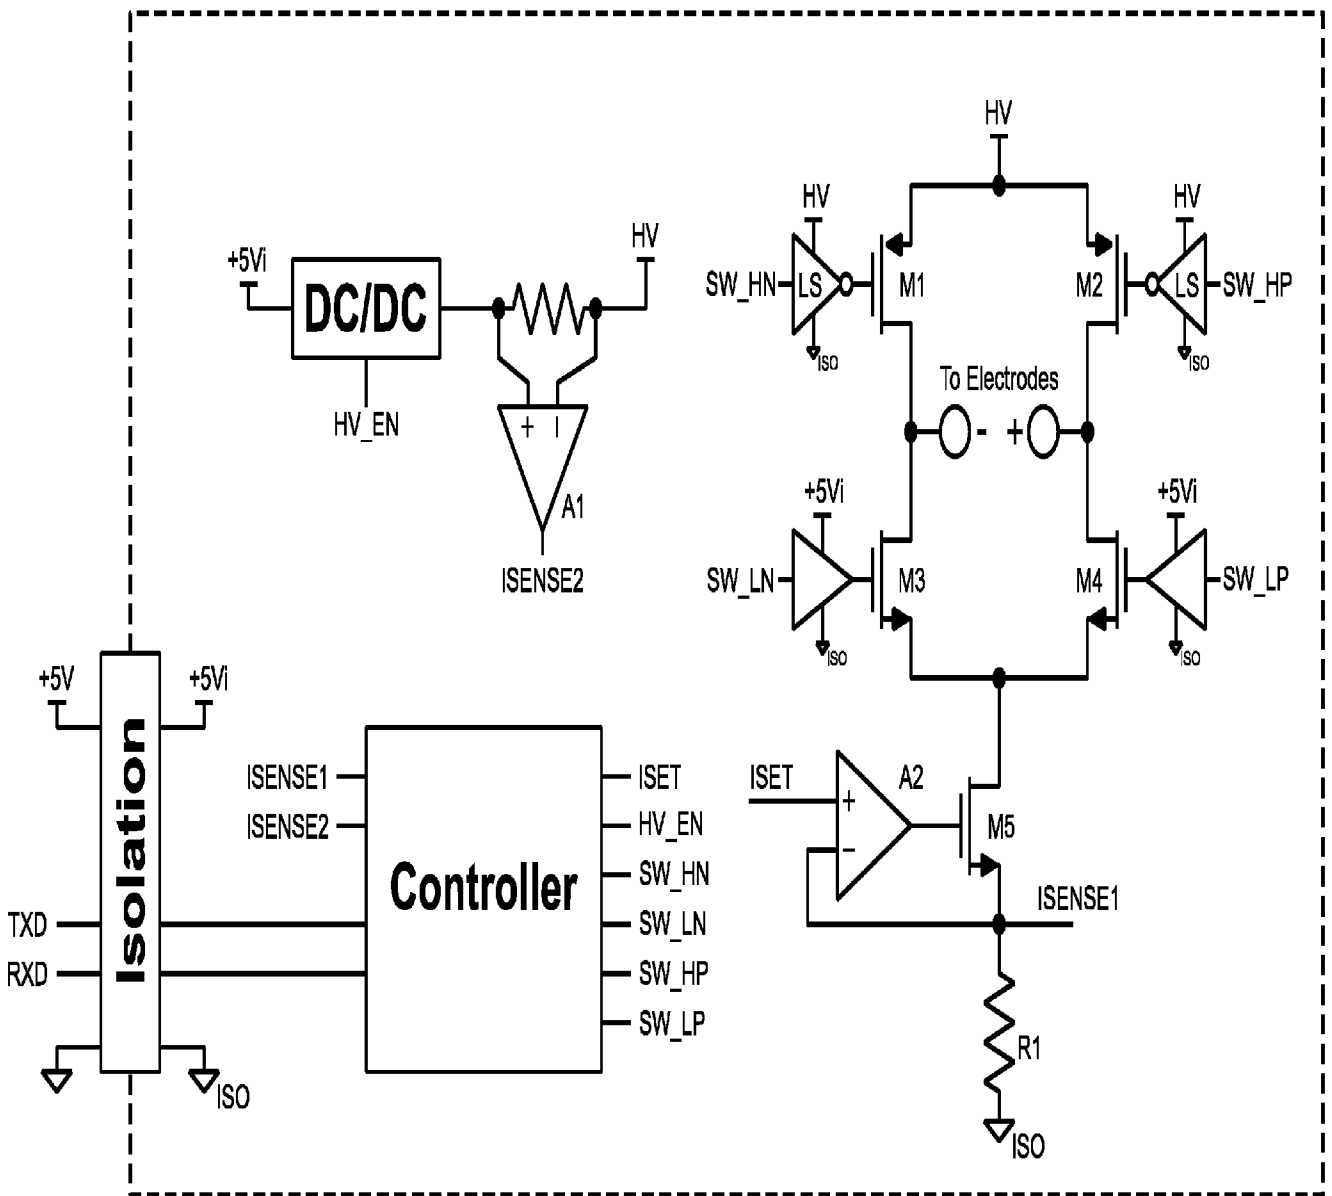 HV
HV
HV
HV
+5Vi
DC/DC
SW_HN
LS
M1
M2
LS
SW_HP
ISO
ISO
To Electrodes
- +
HV_EN
+ -
A1
ISENSE2
+5Vi
+5Vi
SW_LN
M3
M4
SW_LP
ISO
ISO
+5V
+5Vi
Isolation
ISENSE1
ISENSE2
Controller
ISET
HV_EN
SW_HN
SW_LN
SW_HP
SW_LP
TXD
RXD
ISO
ISET
+
-
A2
M5
ISENSE1
R1
ISO